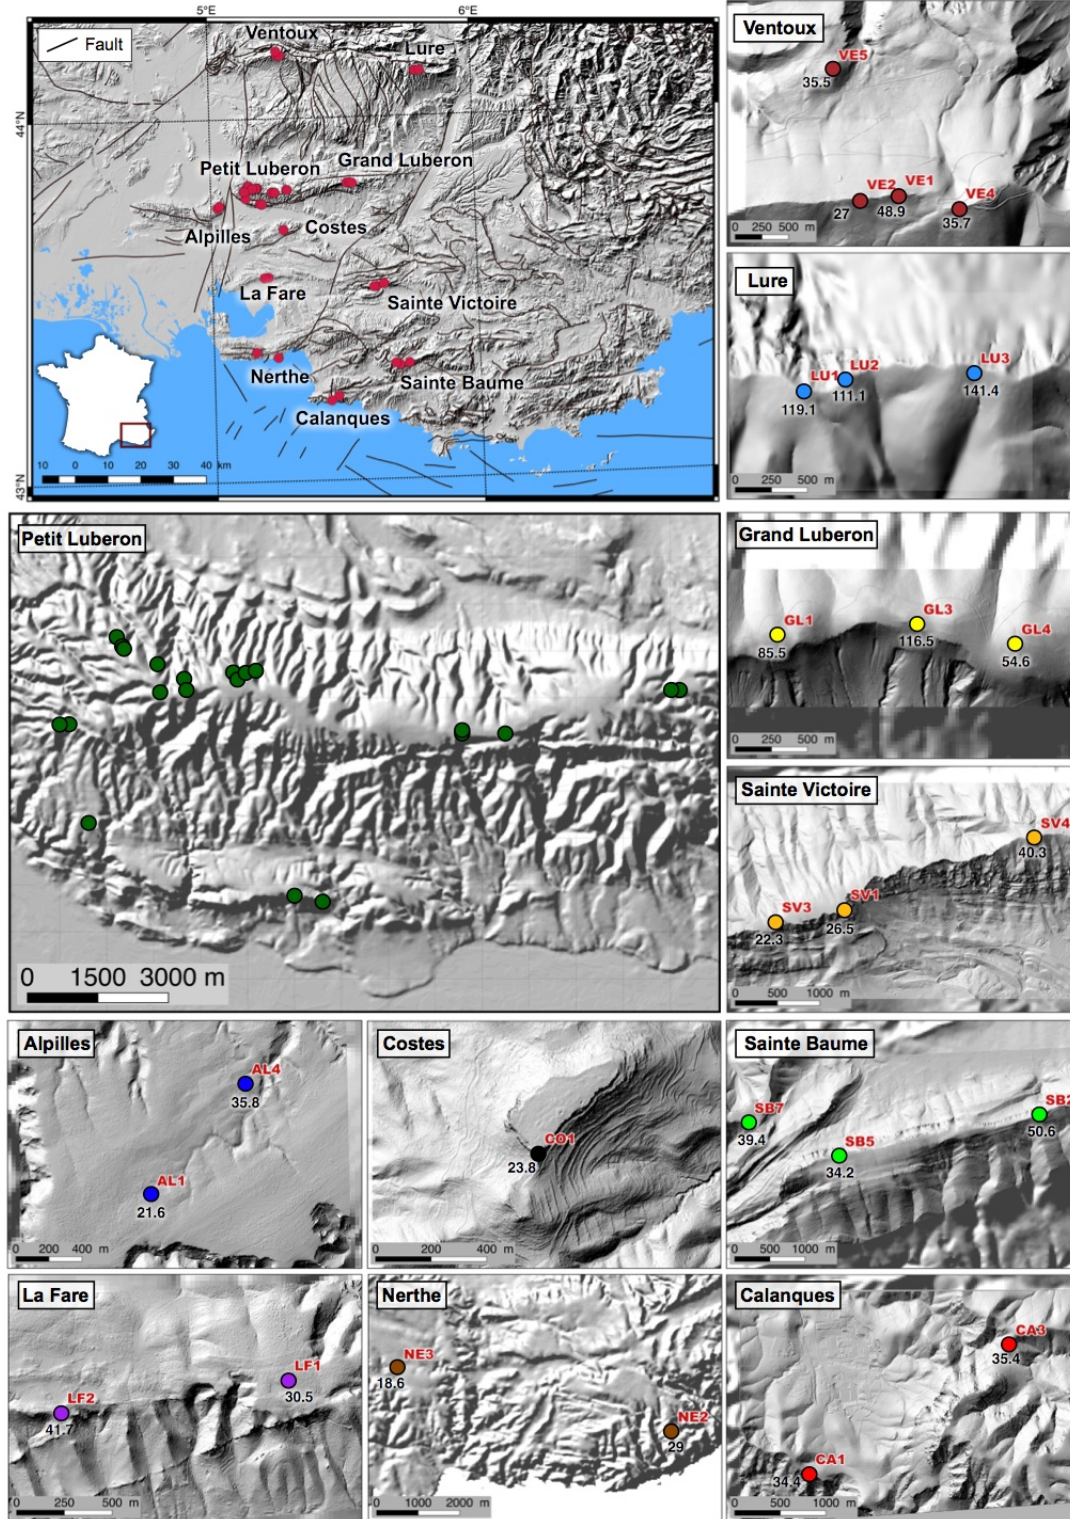 5°E
6°E
Fault
Ventoux
Lure
44°N
Petit Luberon
Grand Luberon
Alpilles
Costes
La Fare
Sainte Victoire
Nerthe
Sainte Baume
Calanques
10 0 10 20 30 40 km
43°N
Ventoux
VE5
35.5
VE2
VE1
VE4
27
48.9
35.7
0 250 500 m
Lure
LU1
LU2
LU3
119.1
111.1
141.4
0 250 500 m
Petit Luberon
0 1500 3000 m
Grand Luberon
GL1
GL3
GL4
85.5
116.5
54.6
0 250 500 m
Sainte Victoire
SV4
40.3
SV3
SV1
22.3
26.5
0 500 1000 m
Alpilles
AL4
35.8
AL1
21.6
0 200 400 m
Costes
CO1
23.8
0 200 400 m
Sainte Baume
SB7
SB2
39.4
50.6
SB5
34.2
0 500 1000 m
La Fare
LF1
30.5
LF2
41.7
0 250 500 m
Nerthe
NE3
18.6
NE2
29
0 1000 2000 m
Calanques
CA3
35.4
CA1
34.4
0 500 1000 m